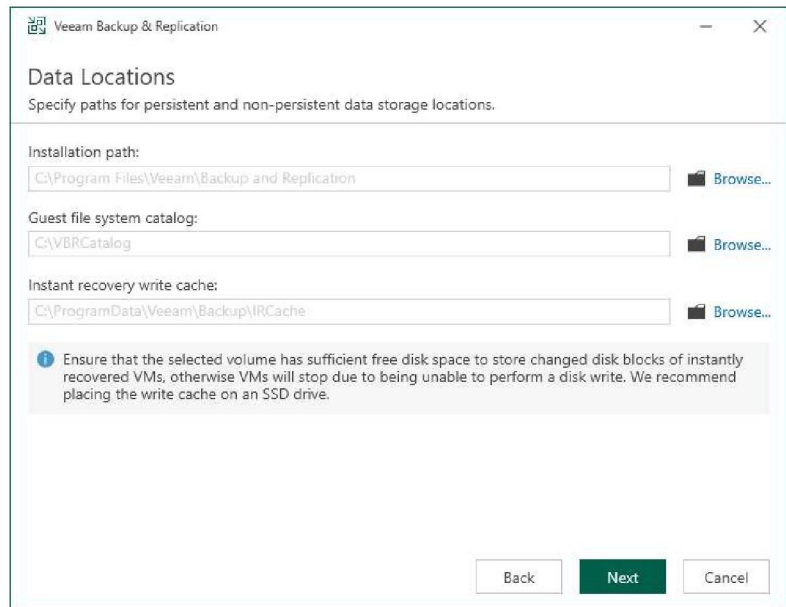 Veeam Backup & Replication
Data Locations
Specify paths for persistent and non-persistent data storage locations.
Installation path:
C:\Program Files\Veeam\Backup and Replication Browse...
Guest file system catalog:
C:\VBRCatalog Browse...
Instant recovery write cache:
C:\ProgramData\Veeam\Backup\IRCache Browse...
Ensure that the selected volume has sufficient free disk space to store changed disk blocks of instantly
recovered VMs, otherwise VMs will stop due to being unable to perform a disk write. We recommend
placing the write cache on an SSD drive.
Back Next Cancel